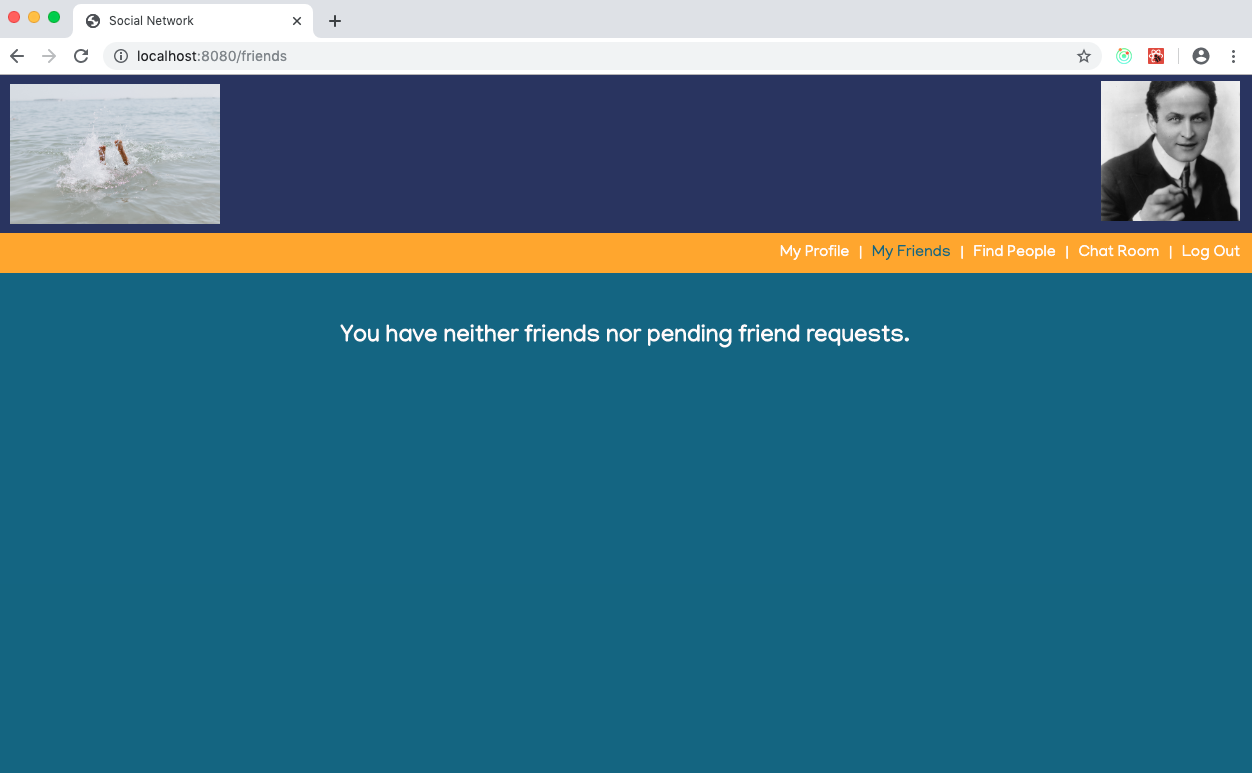 Social Network
localhost:8080/friends
My Profile | My Friends | Find People | Chat Room | Log Out
You have neither friends nor pending friend requests.